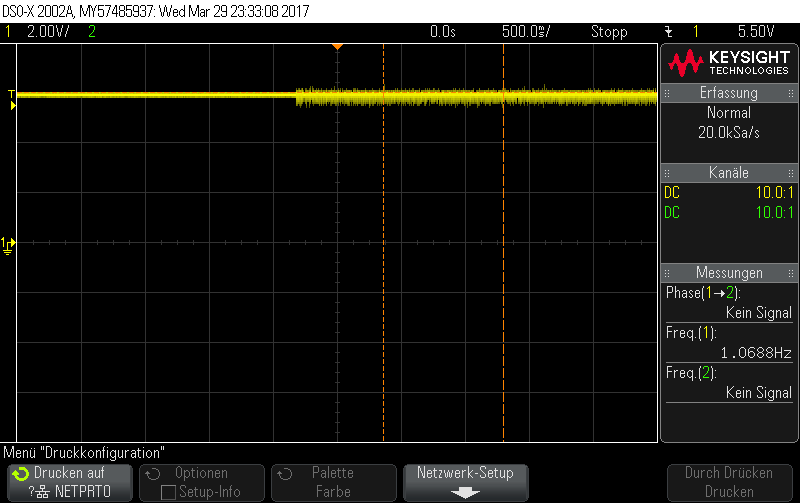 DSO-X 2002A, MY57485937: Wed Mar 29 23:33:08 2017
1 2.00V/ 2 0.0s 500.0ms/ Stopp 1 5.50V
KEYSIGHT
TECHNOLOGIES
Erfassung
Normal
20.0kSa/s
Kanäle
DC 10.0:1
DC 10.0:1
Messungen
Phase(1→2):
Kein Signal
Freq.(1):
1.0688Hz
Freq.(2):
Kein Signal
T
1
Menü "Druckkonfiguration"
Drucken auf
? NETPRT0
Optionen
Setup-Info
Palette
Farbe
Netzwerk-Setup
Durch Drücken
Drucken